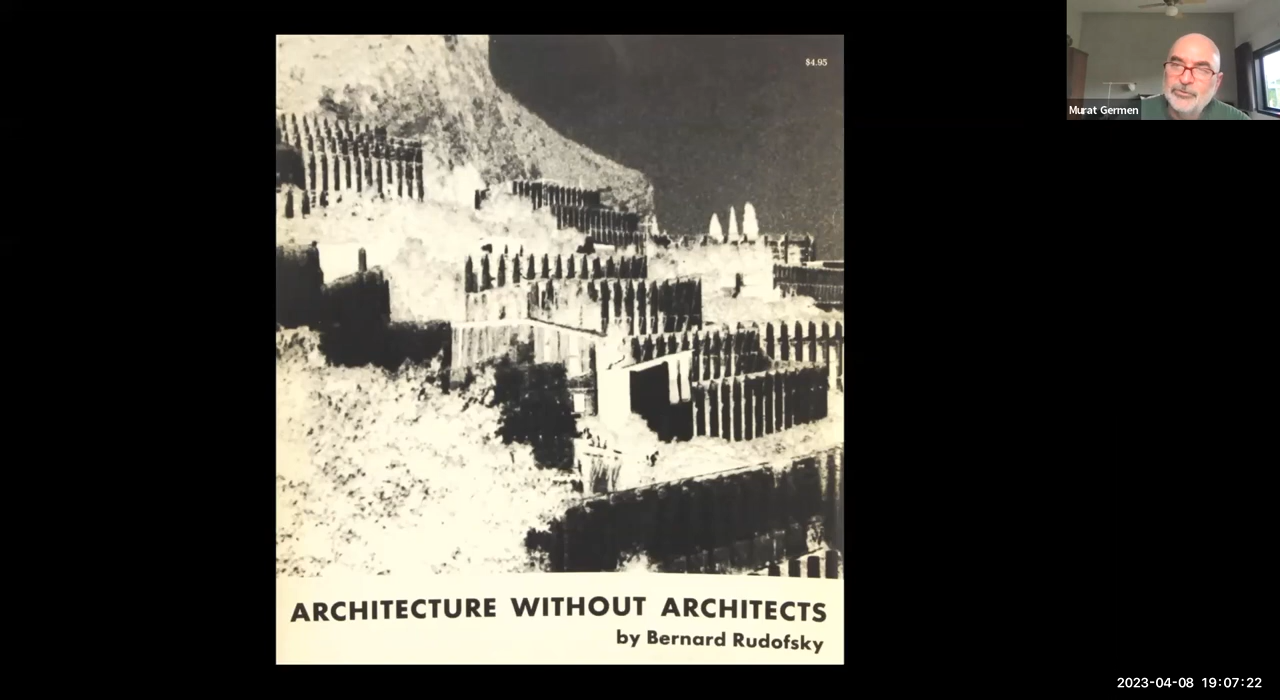 $4.95
Murat Germen
ARCHITECTURE WITHOUT ARCHITECTS
by Bernard Rudofsky
2023-04-08 19:07:22